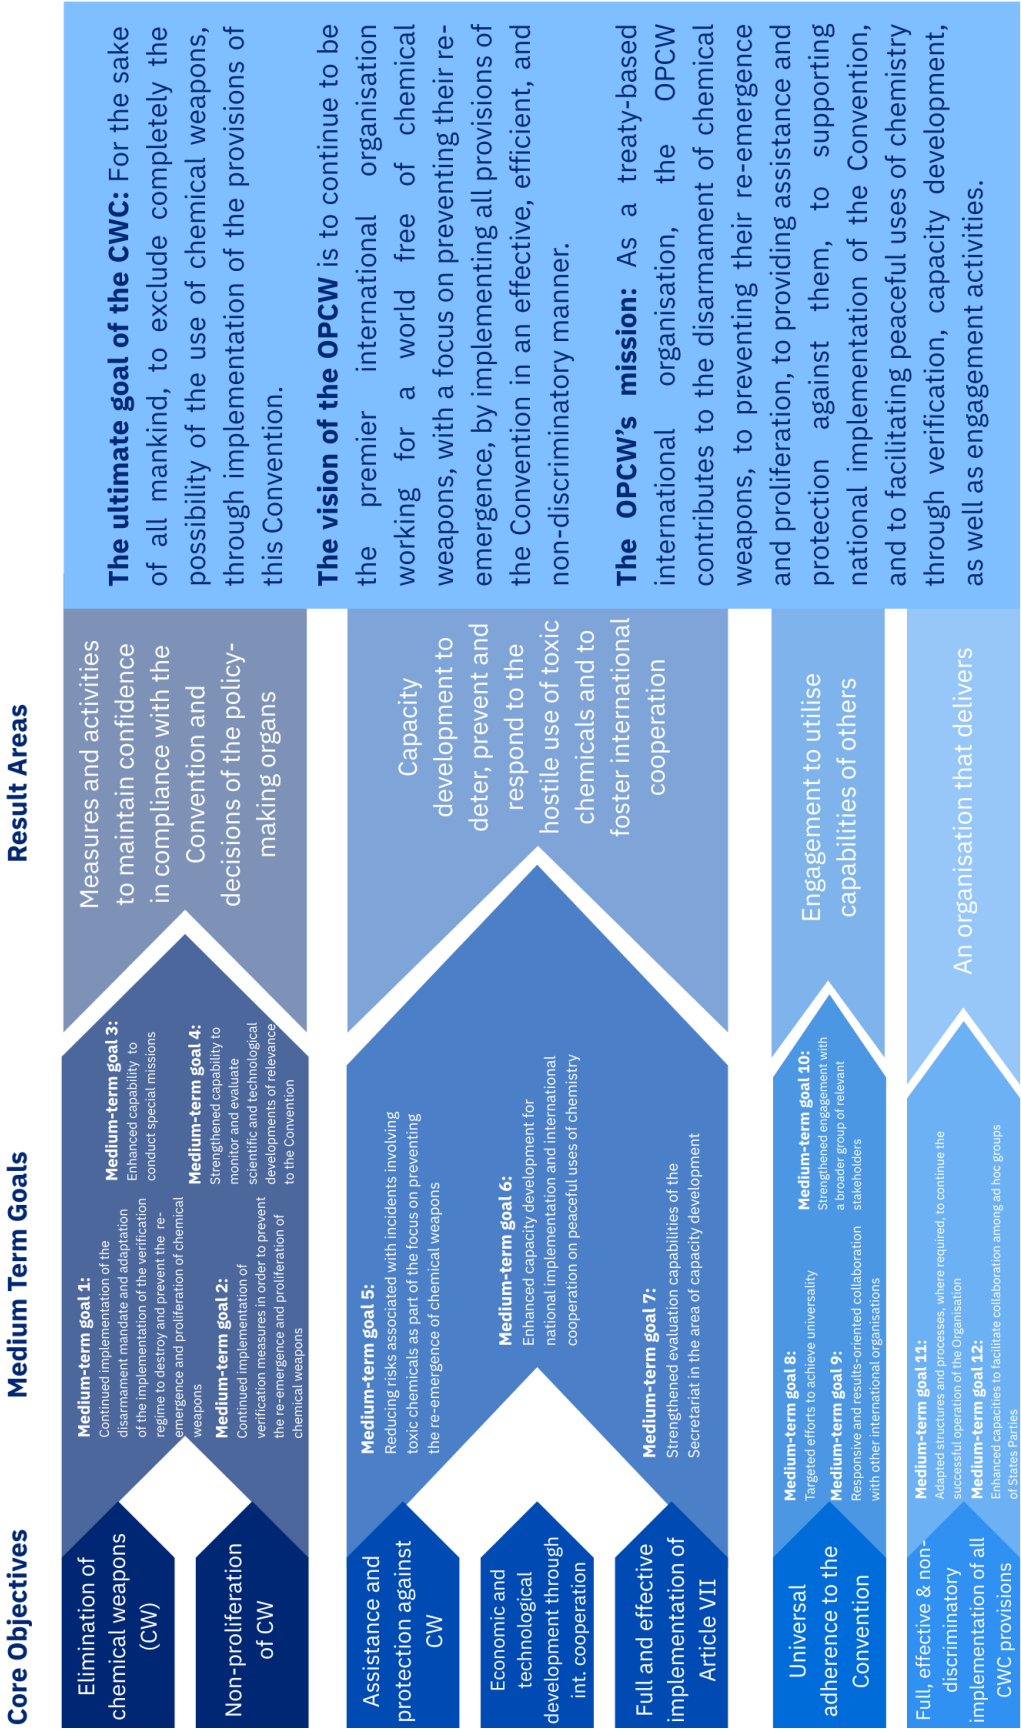 Core Objectives
Medium Term Goals
Result Areas
Elimination of
chemical weapons
(CW)
Non-proliferation
of CW
Medium-term goal 1:
Continued implementation of the
disarmament mandate and adaptation
of the implementation of the verification
regime to destroy and prevent the re-
emergence and proliferation of chemical
weapons
Medium-term goal 2:
Continued implementation of
verification measures in order to prevent
the re-emergence and proliferation of
chemical weapons
Medium-term goal 3:
Enhanced capability to
conduct special missions
Medium-term goal 4:
Strengthened capability to
monitor and evaluate
scientific and technological
developments of relevance
to the Convention
Measures and activities
to maintain confidence
in compliance with the
Convention and
decisions of the policy-
making organs
Assistance and
protection against
CW
Economic and
technological
development through
int. cooperation
Full and effective
implementation of
Article VII
Medium-term goal 5:
Reducing risks associated with incidents involving
toxic chemicals as part of the focus on preventing
the re-emergence of chemical weapons
Medium-term goal 6:
Enhanced capacity development for
national implementation and international
cooperation on peaceful uses of chemistry
Medium-term goal 7:
Strengthened evaluation capabilities of the
Secretariat in the area of capacity development
Capacity
development to
deter, prevent and
respond to the
hostile use of toxic
chemicals and to
foster international
cooperation
Universal
adherence to the
Convention
Medium-term goal 8:
Targeted efforts to achieve universality
Medium-term goal 9:
Responsive and results-oriented collaboration
with other international organisations
Medium-term goal 10:
Strengthened engagement with
a broader group of relevant
stakeholders
Engagement to utilise
capabilities of others
Full, effective & non-
discriminatory
implementation of all
CWC provisions
Medium-term goal 11:
Adapted structures and processes, where required, to continue the
successful operation of the Organisation
Medium-term goal 12:
Enhanced capacities to facilitate collaboration among ad hoc groups
of States Parties
An organisation that delivers
The ultimate goal of the CWC: For the sake
of all mankind, to exclude completely the
possibility of the use of chemical weapons,
through implementation of the provisions of
this Convention.
The vision of the OPCW is to continue to be
the premier international organisation
working for a world free of chemical
weapons, with a focus on preventing their re-
emergence, by implementing all provisions of
the Convention in an effective, efficient, and
non-discriminatory manner.
The OPCW's mission: As a treaty-based
international organisation, the OPCW
contributes to the disarmament of chemical
weapons, to preventing their re-emergence
and proliferation, to providing assistance and
protection against them, to supporting
national implementation of the Convention,
and to facilitating peaceful uses of chemistry
through verification, capacity development,
as well as engagement activities.